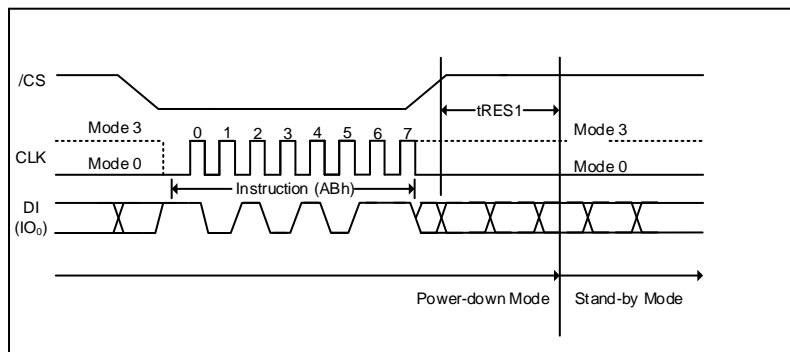 /CS
tRES1
Mode 3
0 1 2 3 4 5 6 7
Mode 3
CLK
Mode 0
Mode 0
Instruction (ABh)
DI
(IO₀)
Power-down Mode
Stand-by Mode